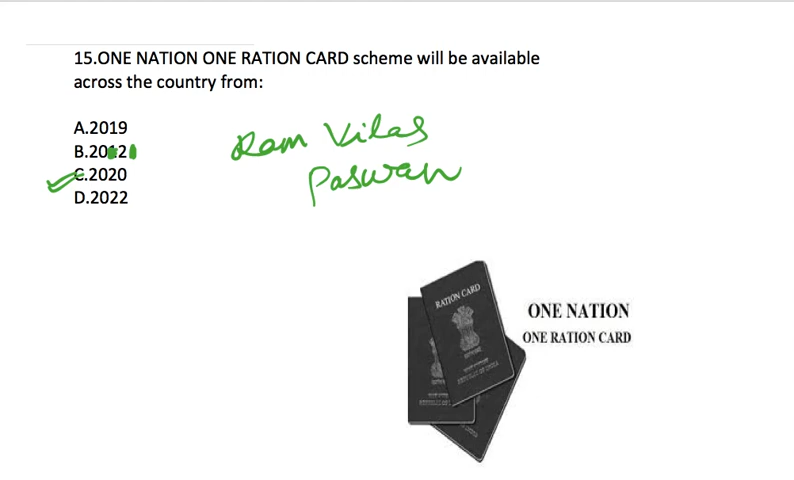 15.ONE NATION ONE RATION CARD scheme will be available
across the country from:
A.2019
B.2021
C.2020
D.2022
Ram Vilas
Paswan
RATION CARD
ONE NATION
ONE RATION CARD